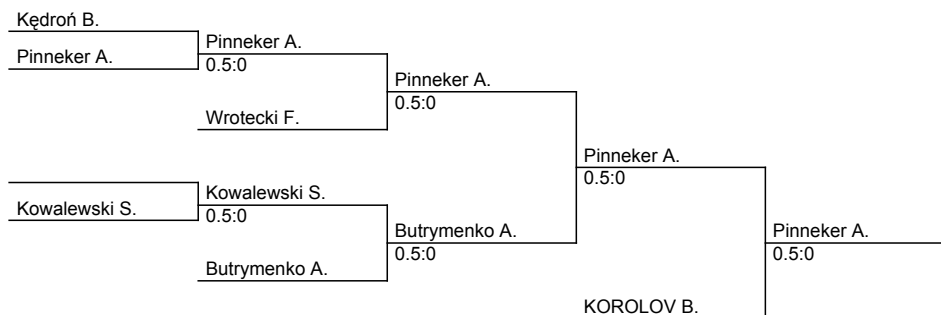 Kędroń B.
Pinneker A.
Pinneker A.
0.5:0
Pinneker A.
0.5:0
Wrotecki F.
Pinneker A.
0.5:0
Kowalewski S.
Kowalewski S.
0.5:0
Butrymenko A.
0.5:0
Pinneker A.
0.5:0
Butrymenko A.
KOROLOV B.